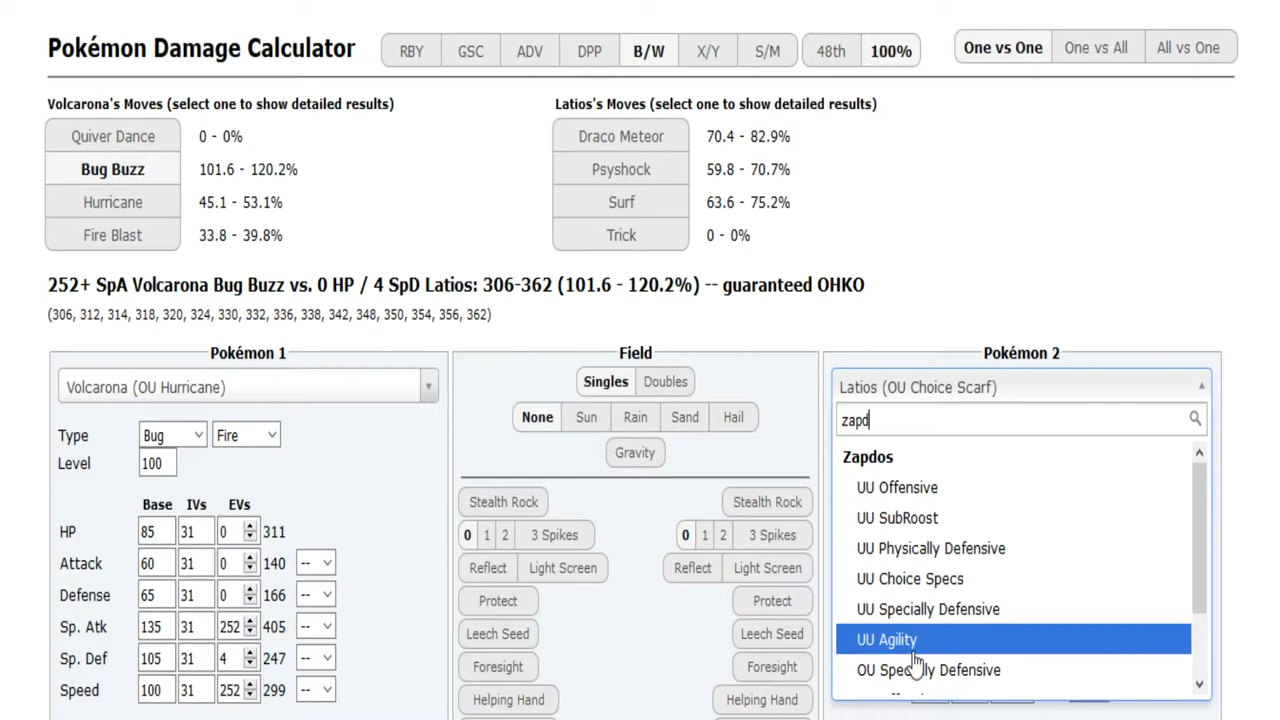 Pokémon Damage Calculator RBY GSC ADV DPP B/W X/Y S/M 48th 100% One vs One One vs All All vs One
Volcarona's Moves (select one to show detailed results) Latios's Moves (select one to show detailed results)
Quiver Dance 0 - 0% Draco Meteor 70.4 - 82.9%
Bug Buzz 101.6 - 120.2% Psyshock 59.8 - 70.7%
Hurricane 45.1 - 53.1% Surf 63.6 - 75.2%
Fire Blast 33.8 - 39.8% Trick 0 - 0%
252+ SpA Volcarona Bug Buzz vs. 0 HP / 4 SpD Latios: 306-362 (101.6 - 120.2%) -- guaranteed OHKO
(306, 312, 314, 318, 320, 324, 330, 332, 336, 338, 342, 348, 350, 354, 356, 362)
Pokémon 1
Volcarona (OU Hurricane)
Type Bug Fire
Level 100
Base IVs EVs
HP 85 31 0 311
Attack 60 31 0 140 --
Defense 65 31 0 166 --
Sp. Atk 135 31 252 405 --
Sp. Def 105 31 4 247 --
Speed 100 31 252 299 --
Field
Singles Doubles
None Sun Rain Sand Hail
Gravity
Stealth Rock Stealth Rock
0 1 2 3 Spikes 0 1 2 3 Spikes
Reflect Light Screen Reflect Light Screen
Protect Protect
Leech Seed Leech Seed
Foresight Foresight
Helping Hand Helping Hand
Pokémon 2
Latios (OU Choice Scarf)
zapd
Zapdos
UU Offensive
UU SubRoost
UU Physically Defensive
UU Choice Specs
UU Specially Defensive
UU Agility
OU Specially Defensive